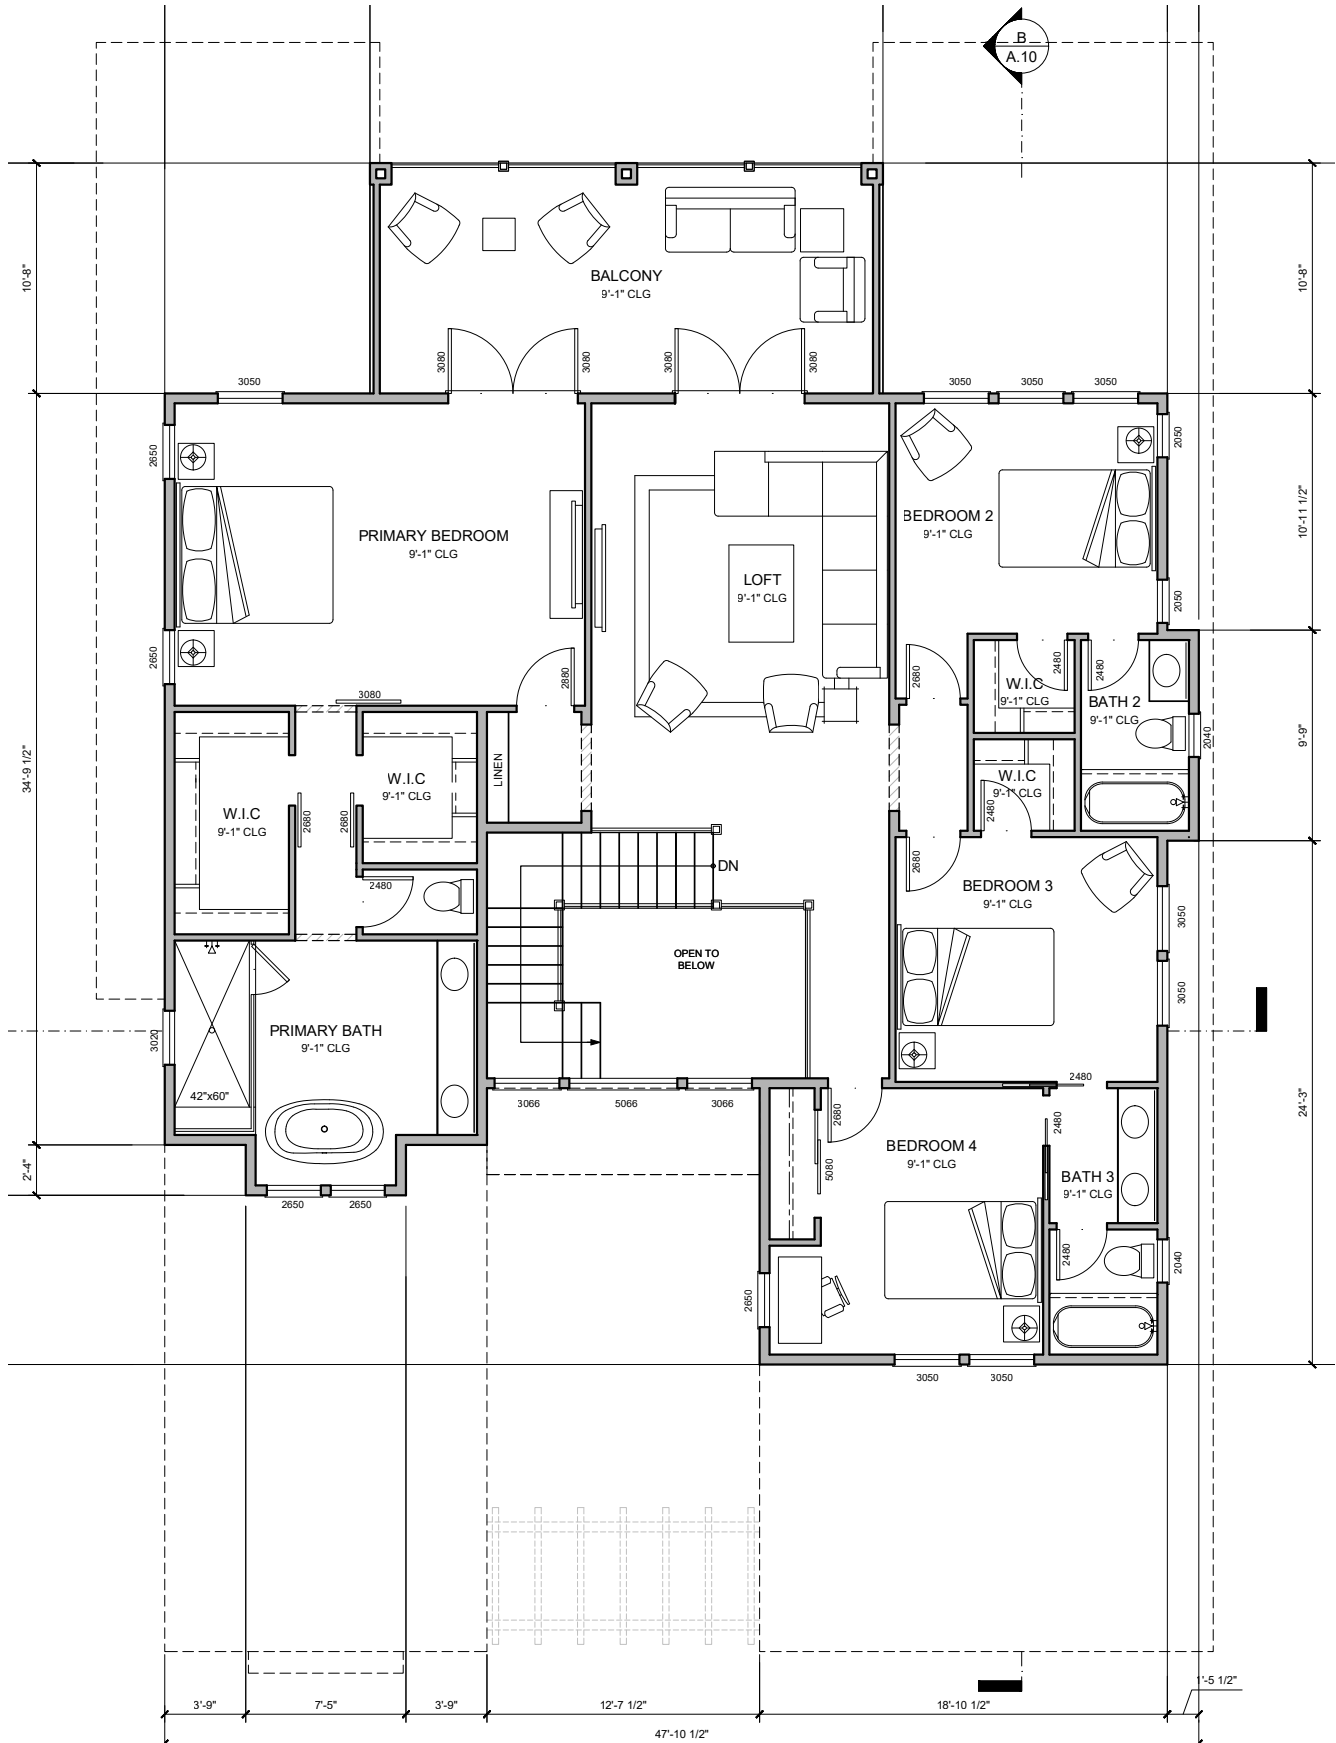 B
A.10
10'-8"
10'-8"
BALCONY
9'-1" CLG
3080
3080
3080
3080
3050
3050
3050
3050
2650
2050
PRIMARY BEDROOM
9'-1" CLG
BEDROOM 2
9'-1" CLG
10'-11 1/2"
LOFT
9'-1" CLG
2050
2650
2880
2680
2480
2480
3080
W.I.C
9'-1" CLG
BATH 2
9'-1" CLG
2040
9'-9"
34'-9 1/2"
LINEN
W.I.C
9'-1" CLG
W.I.C
9'-1" CLG
2480
W.I.C
9'-1" CLG
2680
2680
2680
DN
2480
BEDROOM 3
9'-1" CLG
3050
OPEN TO
BELOW
3050
3020
PRIMARY BATH
9'-1" CLG
42"x60"
2480
3066
5066
3066
2680
2480
24'-3"
BEDROOM 4
9'-1" CLG
5080
BATH 3
9'-1" CLG
2'-4"
2650
2650
2480
2040
2650
3050
3050
1'-5 1/2"
3'-9"
7'-5"
3'-9"
12'-7 1/2"
18'-10 1/2"
47'-10 1/2"